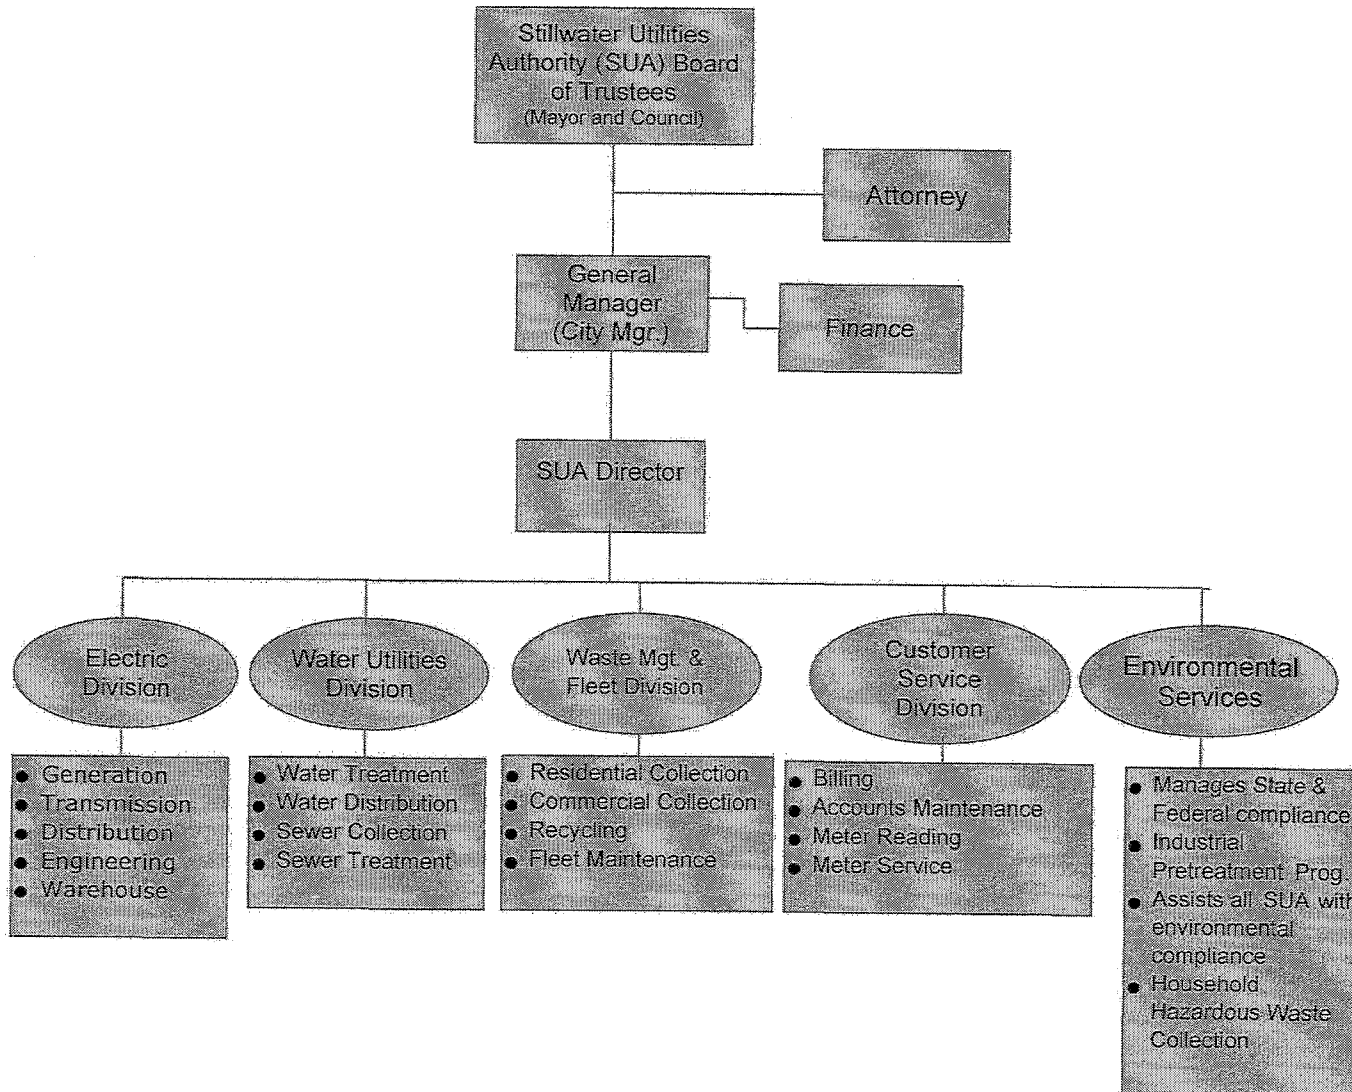 Stillwater Utilities
Authority (SUA) Board
of Trustees
(Mayor and Council)
Attorney
General
Manager
(City Mgr.)
Finance
SUA Director
Electric
Division
Water Utilities
Division
Waste Mgt. &
Fleet Division
Customer
Service
Division
Environmental
Services
● Generation
● Transmission
● Distribution
● Engineering
● Warehouse
● Water Treatment
● Water Distribution
● Sewer Collection
● Sewer Treatment
● Residential Collection
● Commercial Collection
● Recycling
● Fleet Maintenance
● Billing
● Accounts Maintenance
● Meter Reading
● Meter Service
● Manages State &
Federal compliance
● Industrial
Pretreatment Prog.
● Assists all SUA with
environmental
compliance
● Household
Hazardous Waste
Collection